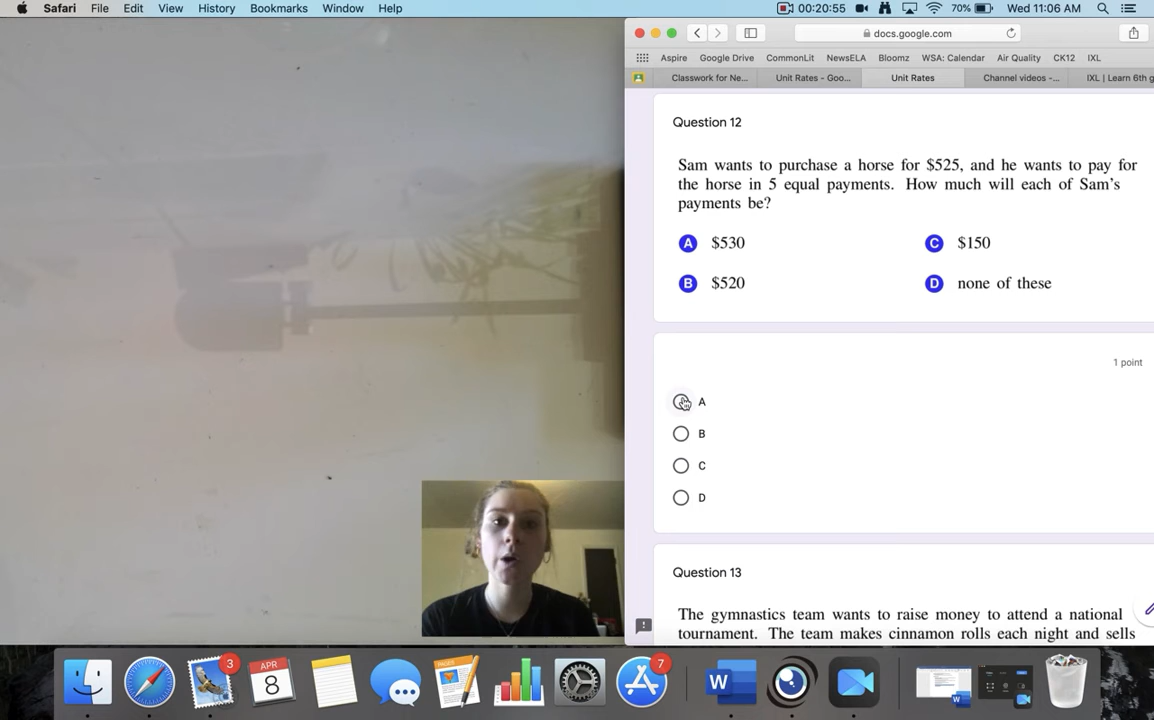 Safari File Edit View History Bookmarks Window Help 00:20:55 70% Wed 11:06 AM
docs.google.com
Aspire Google Drive CommonLit NewsELA Bloomz WSA: Calendar Air Quality CK12 IXL
Classwork for Ne... Unit Rates - Goo... Unit Rates Channel videos -... IXL | Learn 6th g
Question 12
Sam wants to purchase a horse for $525, and he wants to pay for
the horse in 5 equal payments. How much will each of Sam's
payments be?
A $530 C $150
B $520 D none of these
1 point
A
B
C
D
Question 13
The gymnastics team wants to raise money to attend a national
tournament. The team makes cinnamon rolls each night and sells
3
APR
8
7
W